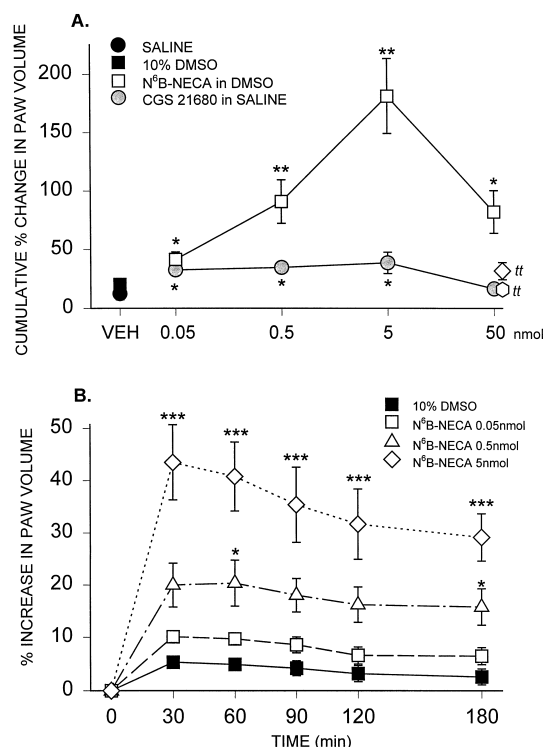 A.
SALINE
10% DMSO
N⁶B-NECA in DMSO
CGS 21680 in SALINE
CUMULATIVE % CHANGE IN PAW VOLUME
200
150
100
50
0
**
**
*
*
*
*
*
tt
tt
VEH 0.05 0.5 5 50 nmol
B.
10% DMSO
N⁶B-NECA 0.05nmol
N⁶B-NECA 0.5nmol
N⁶B-NECA 5nmol
% INCREASE IN PAW VOLUME
50
40
30
20
10
0
***
***
***
***
***
*
*
0 30 60 90 120 180
TIME (min)